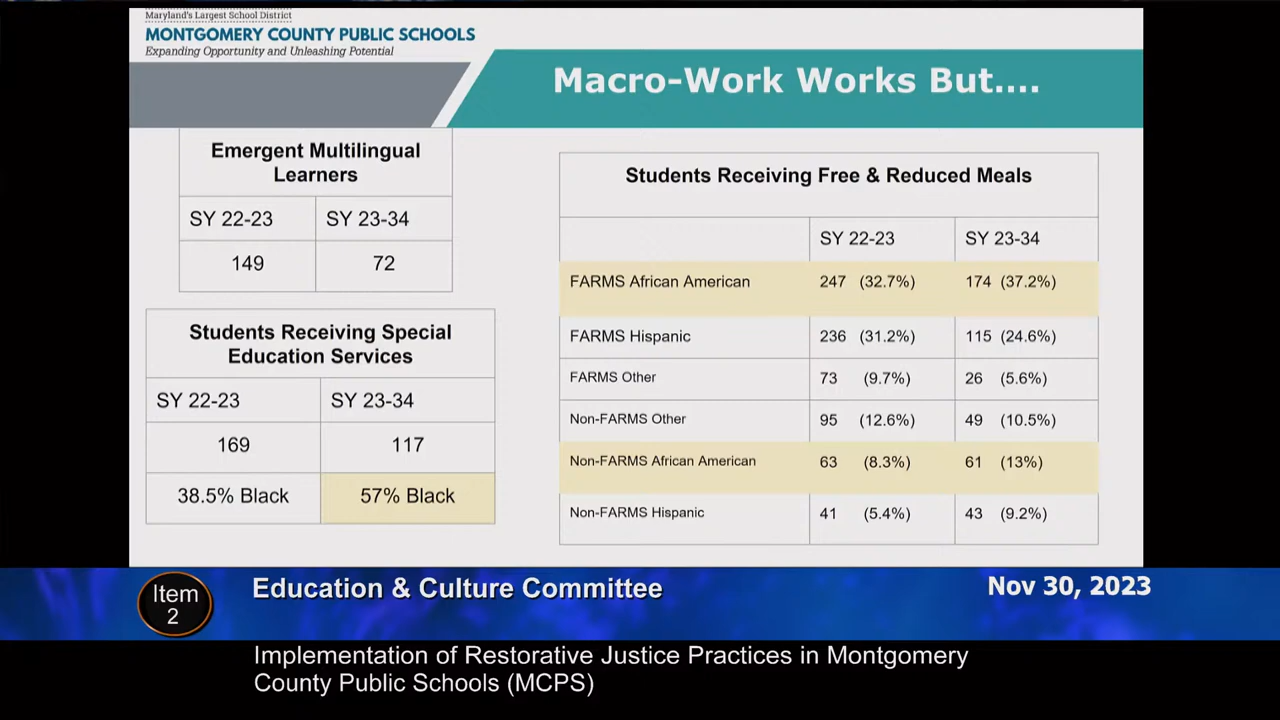 Maryland's Largest School District
MONTGOMERY COUNTY PUBLIC SCHOOLS
Expanding Opportunity and Unleashing Potential
Macro-Work Works But....
Emergent Multilingual
Learners
SY 22-23 SY 23-34
149 72
Students Receiving Special
Education Services
SY 22-23 SY 23-34
169 117
38.5% Black 57% Black
Students Receiving Free & Reduced Meals
SY 22-23 SY 23-34
FARMS African American 247 (32.7%) 174 (37.2%)
FARMS Hispanic 236 (31.2%) 115 (24.6%)
FARMS Other 73 (9.7%) 26 (5.6%)
Non-FARMS Other 95 (12.6%) 49 (10.5%)
Non-FARMS African American 63 (8.3%) 61 (13%)
Non-FARMS Hispanic 41 (5.4%) 43 (9.2%)
Item
2
Education & Culture Committee
Nov 30, 2023
Implementation of Restorative Justice Practices in Montgomery
County Public Schools (MCPS)